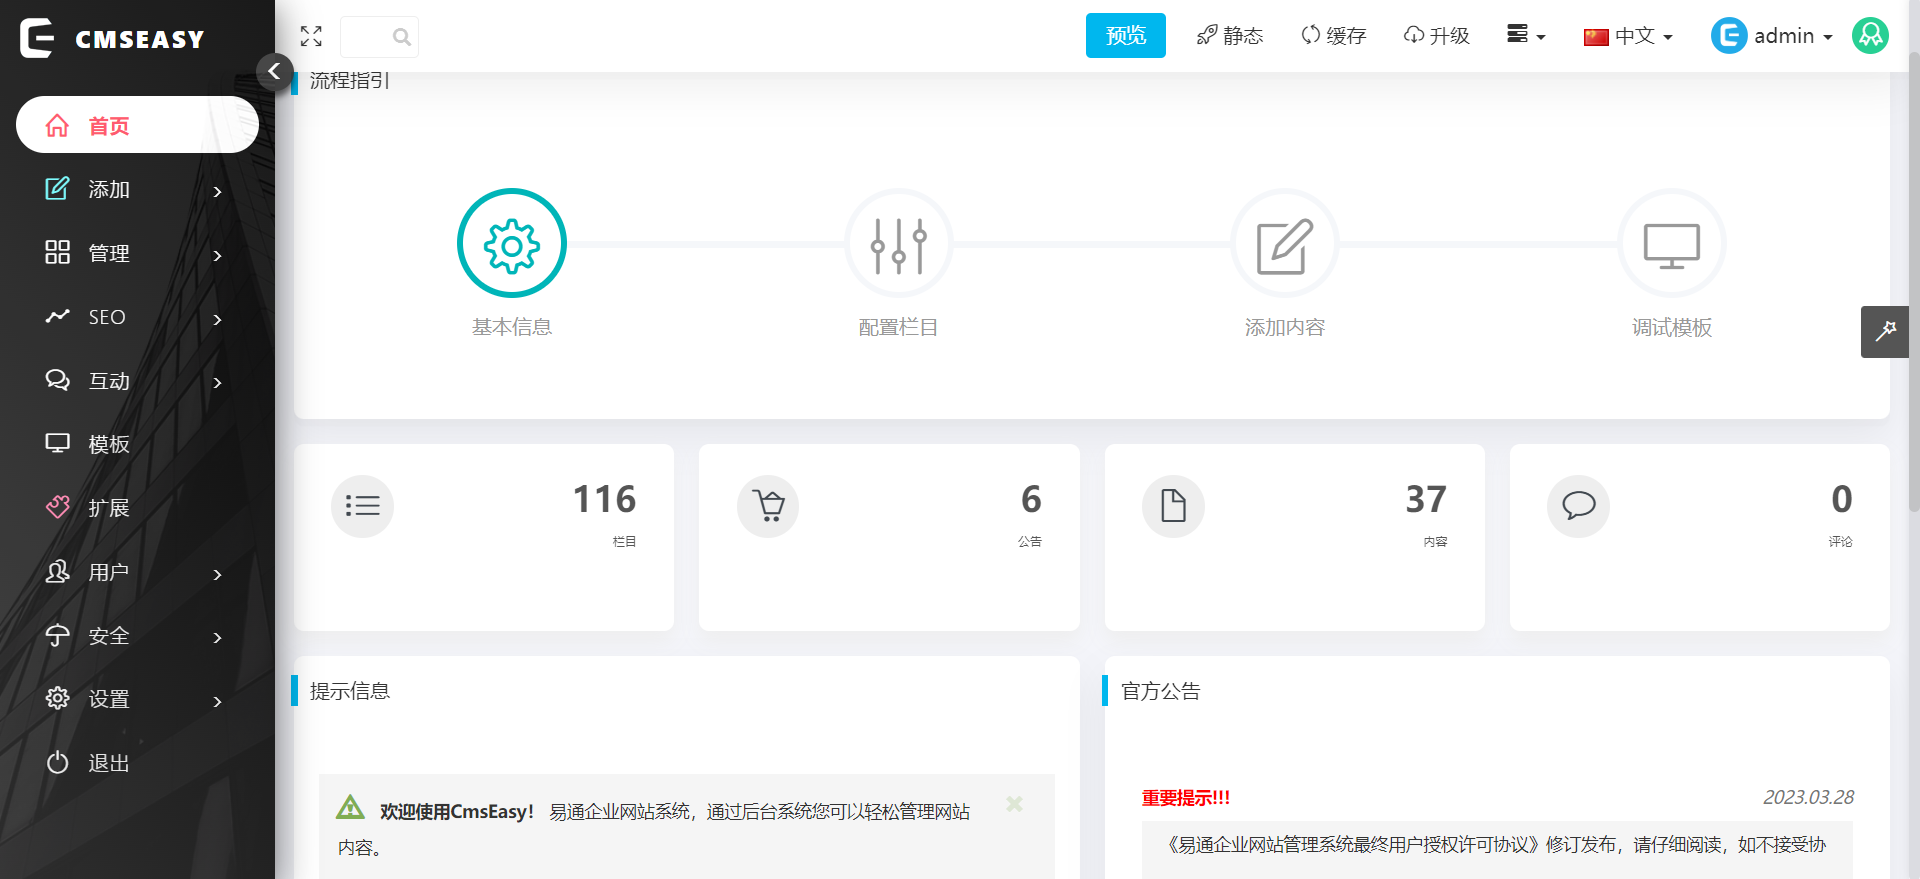 CMSEASY
预览
静态
缓存
升级
中文
admin
首页
添加
管理
SEO
互动
模板
扩展
用户
安全
设置
退出
流程指引
基本信息
配置栏目
添加内容
调试模板
116
栏目
6
公告
37
内容
0
评论
提示信息
欢迎使用CmsEasy! 易通企业网站系统，通过后台系统您可以轻松管理网站
内容。
官方公告
重要提示!!!
2023.03.28
《易通企业网站管理系统最终用户授权许可协议》修订发布，请仔细阅读，如不接受协